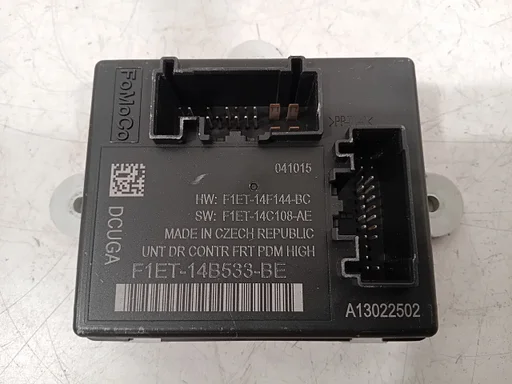 FoMoCo
>PP<
041015
HW: F1ET-14F144-BC
SW: F1ET-14C108-AE
MADE IN CZECH REPUBLIC
UNT DR CONTR FRT PDM HIGH
F1ET-14B533-BE
DCUGA
A13022502